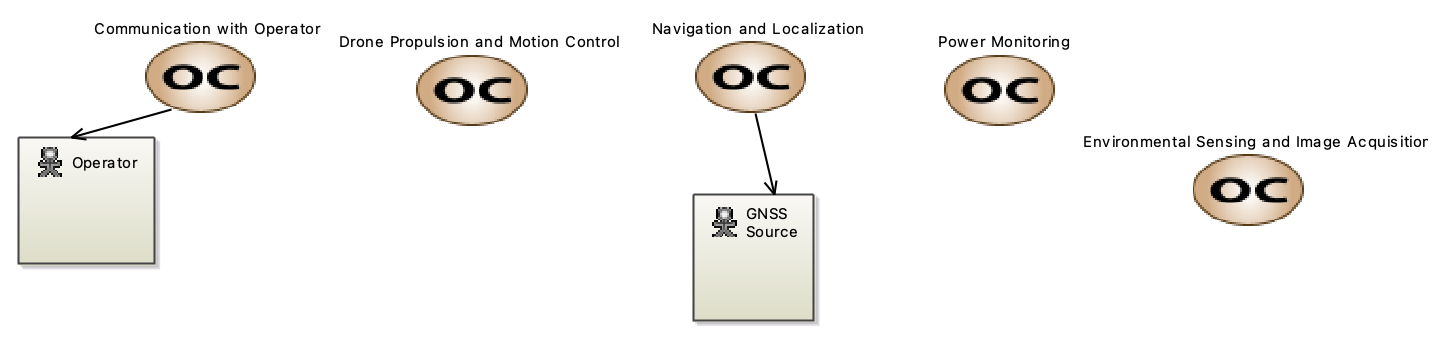 Communication with Operator
Drone Propulsion and Motion Control
Navigation and Localization
Power Monitoring
OC
OC
OC
OC
Environmental Sensing and Image Acquisitior
OC
Operator
GNSS
Source